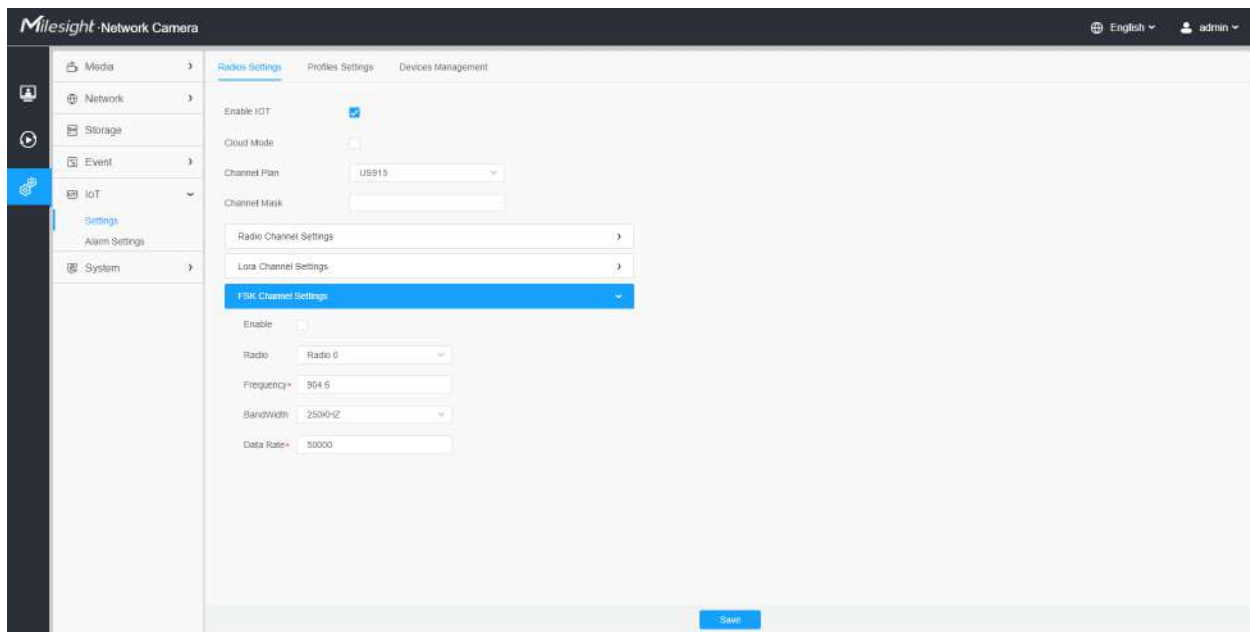 Milesight ·Network Camera
English
admin
Media
Network
Storage
Event
IoT
Settings
Alarm Settings
System
Radios Settings
Profiles Settings
Devices Management
Enable IOT
Cloud Mode
Channel Plan
US915
Channel Mask
Radio Channel Settings
Lora Channel Settings
FSK Channel Settings
Enable
Radio
Radio 0
Frequency*
904.6
BandWidth
250KHZ
Data Rate*
50000
Save